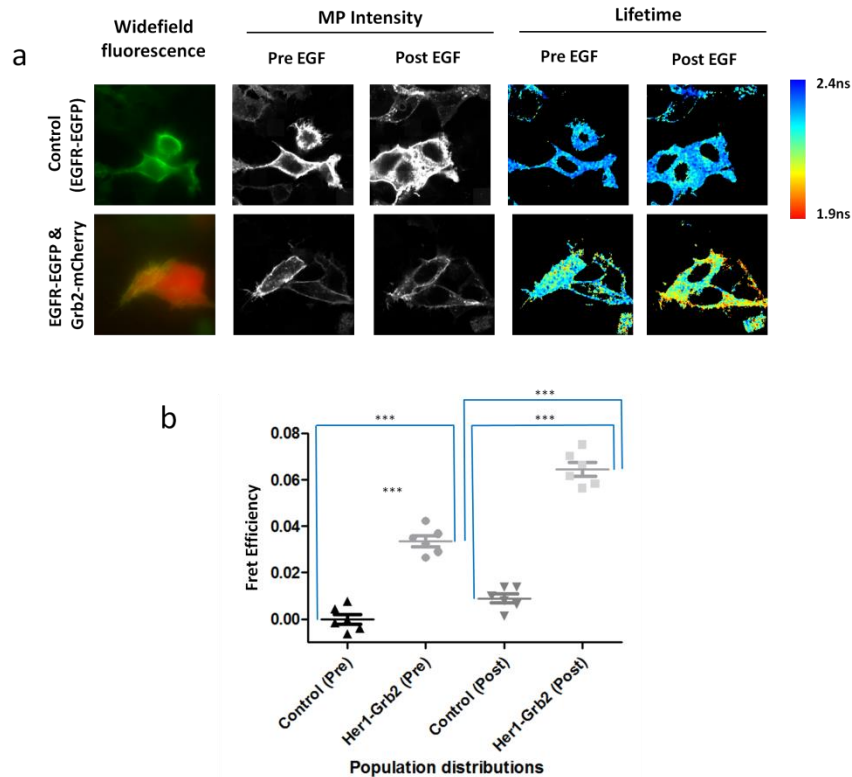 Widefield
fluorescence
MP Intensity
Lifetime
Pre EGF
Post EGF
Pre EGF
Post EGF
a
Control
(EGFR-EGFP)
2.4ns
1.9ns
EGFR-EGFP &
Grb2-mCherry
b
***
***
***
***
Fret Efficiency
0.08
0.06
0.04
0.02
0.00
Control (Pre)
Her1-Grb2 (Pre)
Control (Post)
Her1-Grb2 (Post)
Population distributions